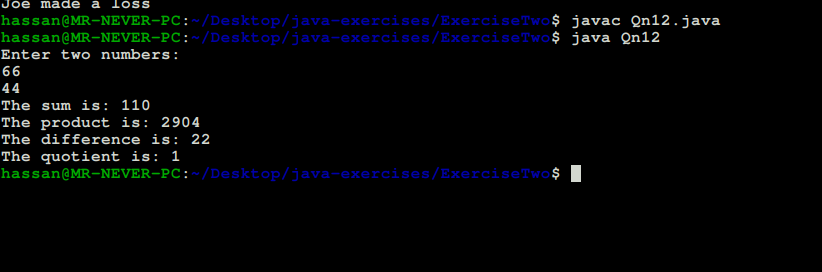 Joe made a loss
hassan@MR-NEVER-PC:~/Desktop/java-exercises/ExerciseTwo$ javac Qn12.java
hassan@MR-NEVER-PC:~/Desktop/java-exercises/ExerciseTwo$ java Qn12
Enter two numbers:
66
44
The sum is: 110
The product is: 2904
The difference is: 22
The quotient is: 1
hassan@MR-NEVER-PC:~/Desktop/java-exercises/ExerciseTwo$